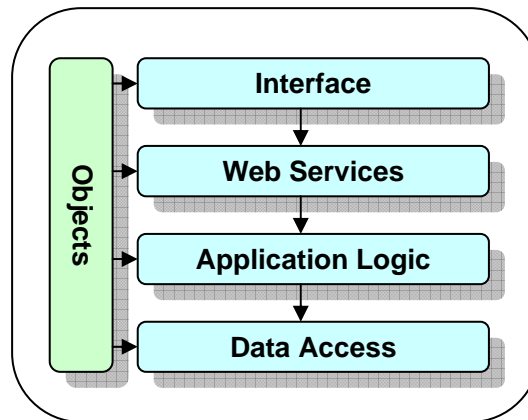 Objects
Interface
Web Services
Application Logic
Data Access